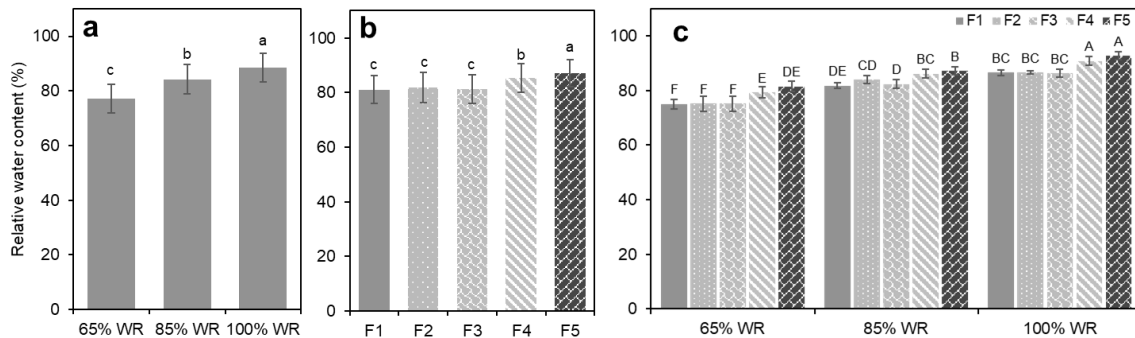 a
Relative water content (%)
100
80
60
40
20
0
c
b
a
65% WR 85% WR 100% WR
b
100
80
60
40
20
0
c
c
c
b
a
F1 F2 F3 F4 F5
c
F1 F2 F3 F4 F5
100
80
60
40
20
0
F F F E DE
DE CD D BC B
BC BC BC A A
65% WR 85% WR 100% WR